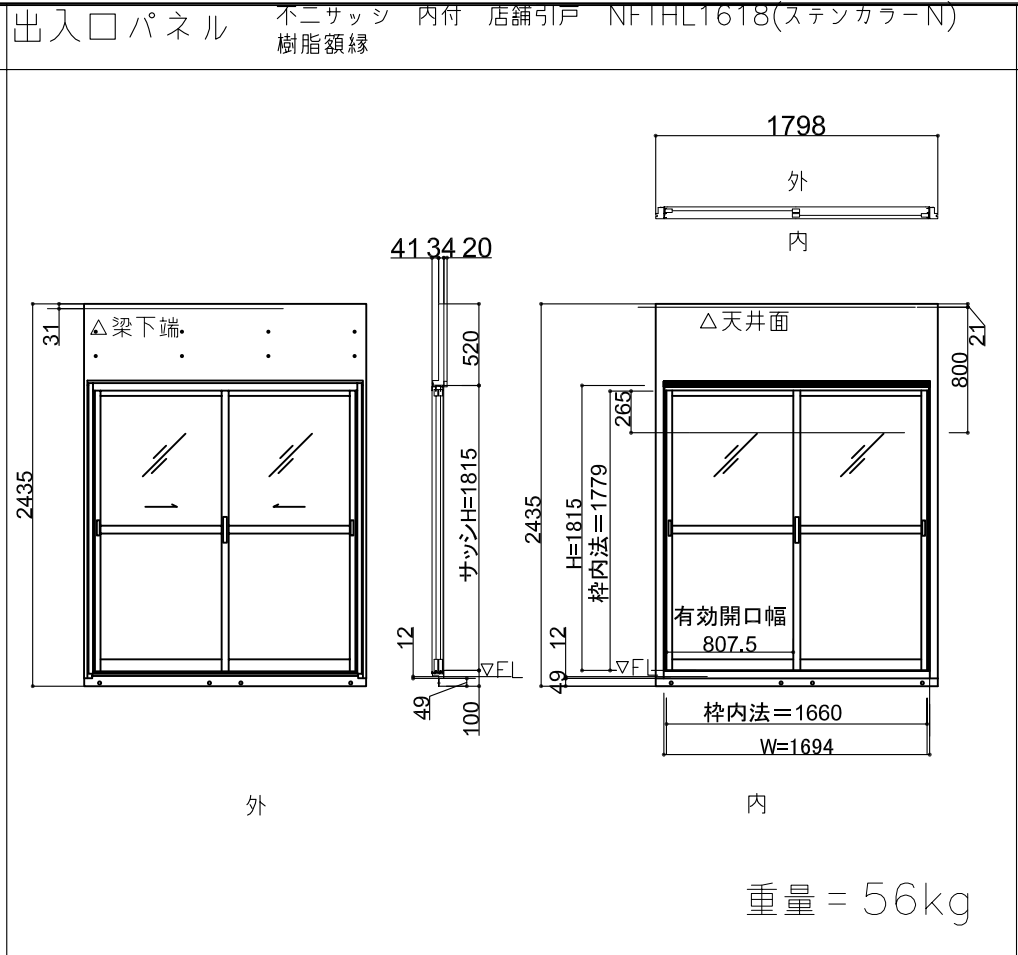 出入口パネル
不二サッシ 内付 店舗引戸 NFTHL1618(ステンカラーN)
樹脂額縁
1798
外
内
41 34 20
31
△梁下端
2435
520
サッシH=1815
12
▽FL
49
100
外
△天井面
21
800
265
2435
H=1815
枠内法=1779
有効開口幅
807.5
12
▽FL
49
枠内法=1660
W=1694
内
重量=56kg